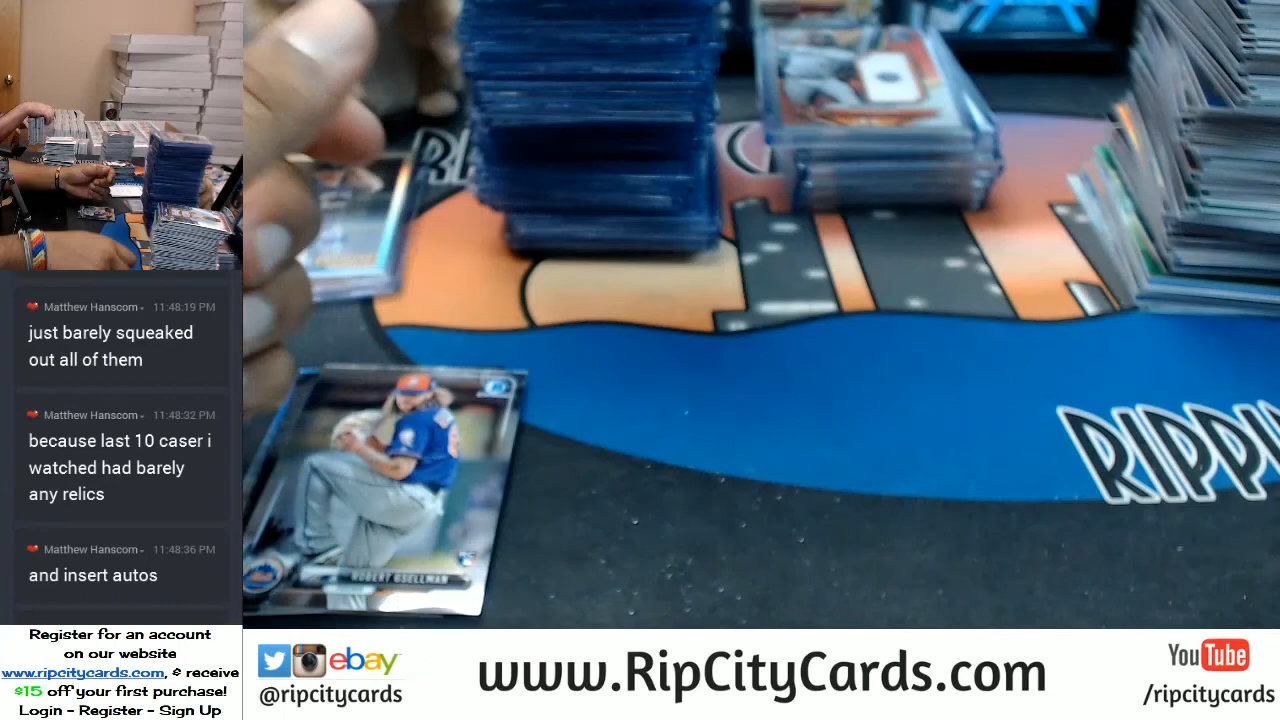 Matthew Hanscom 11:48:19 PM
just barely squeaked
out all of them
Matthew Hanscom 11:48:32 PM
because last 10 caser i
watched had barely
any relics
Matthew Hanscom 11:48:36 PM
and insert autos
Register for an account
on our website
www.ripcitycards.com, & receive
$15 off your first purchase!
Login - Register - Sign Up
ROBERT GSELLMAN
RIPPI
ebay
@ripcitycards
www.RipCityCards.com
YouTube
/ripcitycards